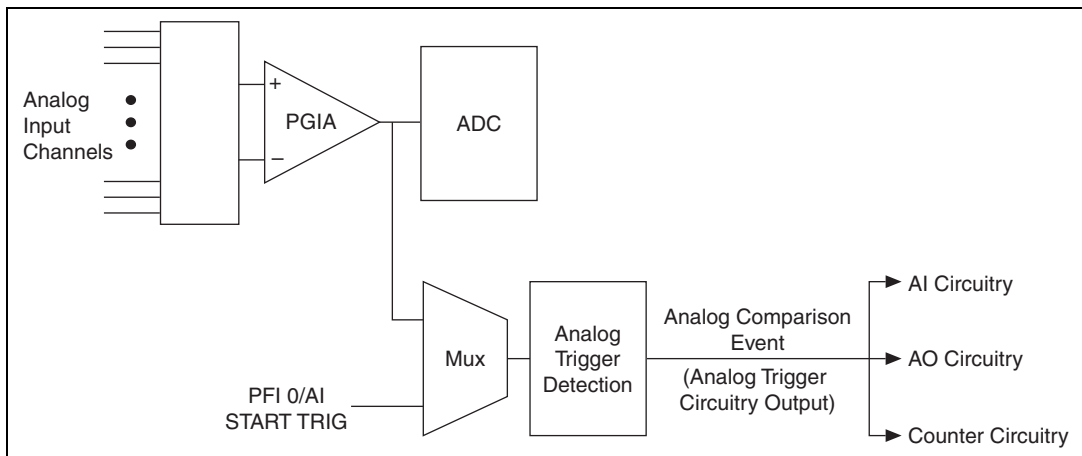 Analog
Input
Channels
+
PGIA
−
ADC
AI Circuitry
Mux
Analog
Trigger
Detection
Analog Comparison
Event
(Analog Trigger
Circuitry Output)
AO Circuitry
PFI 0/AI
START TRIG
Counter Circuitry